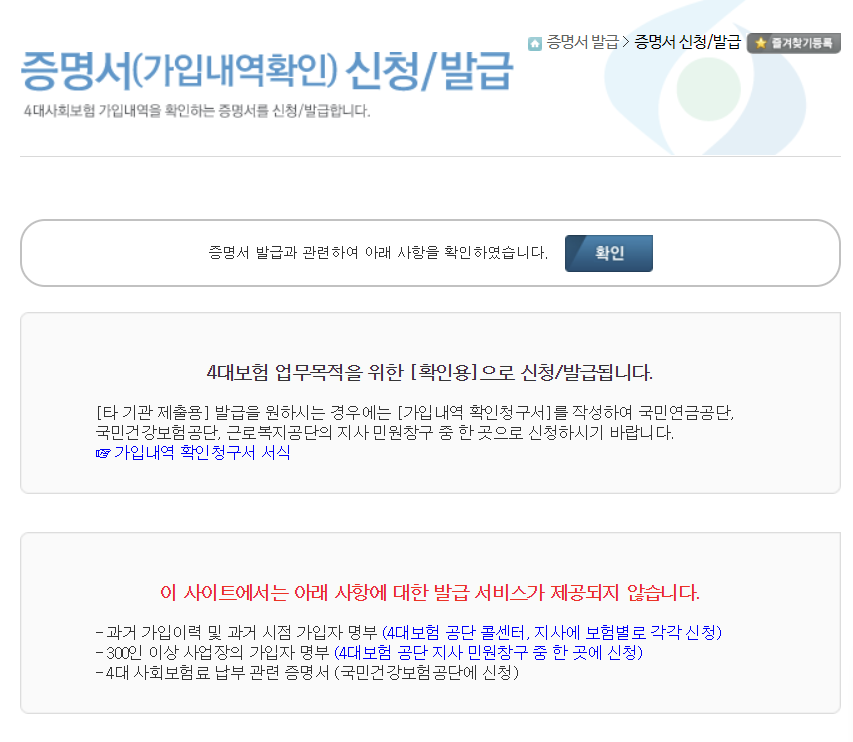 증명서 발급 > 증명서 신청/발급 즐겨찾기등록
증명서(가입내역확인) 신청/발급
4대사회보험 가입내역을 확인하는 증명서를 신청/발급합니다.
증명서 발급과 관련하여 아래 사항을 확인하였습니다. 확인
4대보험 업무목적을 위한 [확인용]으로 신청/발급됩니다.
[타 기관 제출용] 발급을 원하시는 경우에는 [가입내역 확인청구서]를 작성하여 국민연금공단,
국민건강보험공단, 근로복지공단의 지사 민원창구 중 한 곳으로 신청하시기 바랍니다.
☞ 가입내역 확인청구서 서식
이 사이트에서는 아래 사항에 대한 발급 서비스가 제공되지 않습니다.
- 과거 가입이력 및 과거 시점 가입자 명부 (4대보험 공단 콜센터, 지사에 보험별로 각각 신청)
- 300인 이상 사업장의 가입자 명부 (4대보험 공단 지사 민원창구 중 한 곳에 신청)
- 4대 사회보험료 납부 관련 증명서 (국민건강보험공단에 신청)